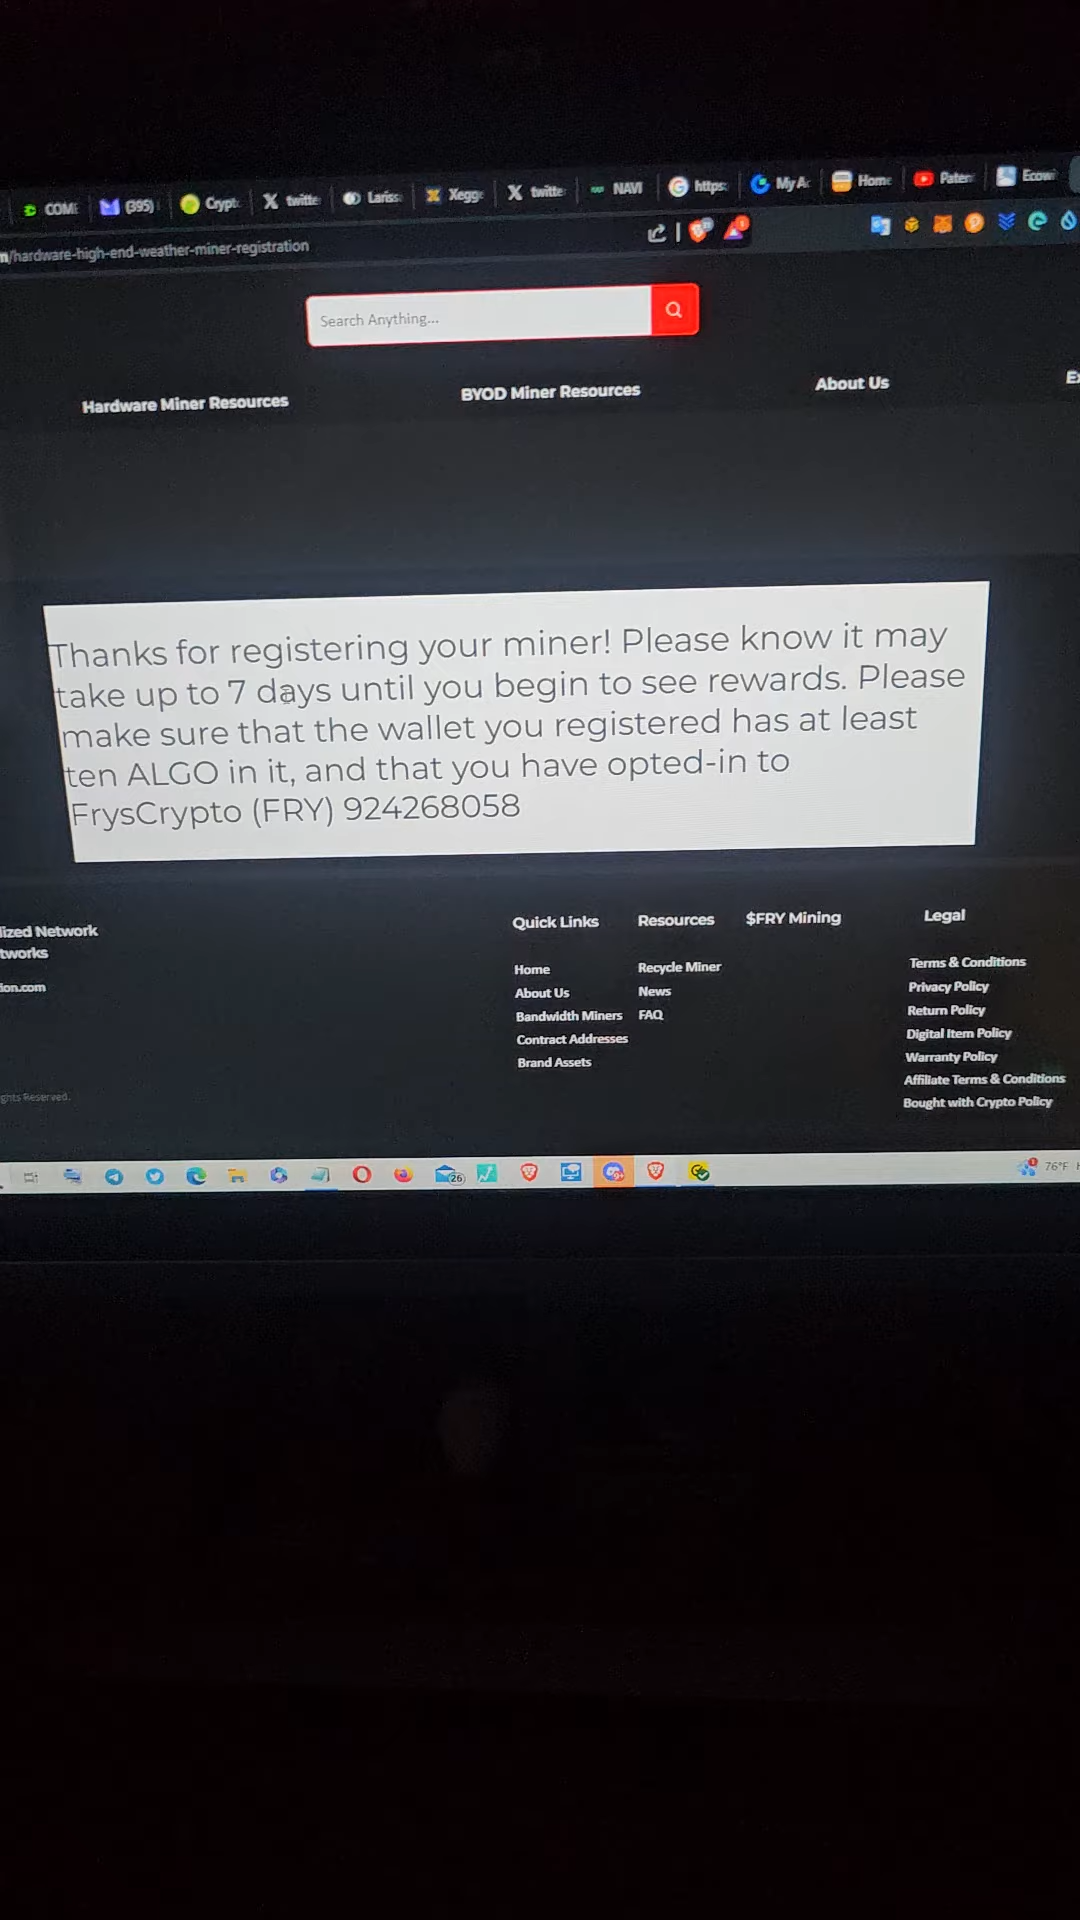 COME
(395)
Crypt
twitte
Lariss
Xegge
twitte
NAVI
https:
My Ac
Home
Paten
Ecowi
/hardware-high-end-weather-miner-registration
Search Anything...
Hardware Miner Resources
BYOD Miner Resources
About Us
Thanks for registering your miner! Please know it may
take up to 7 days until you begin to see rewards. Please
make sure that the wallet you registered has at least
ten ALGO in it, and that you have opted-in to
FrysCrypto (FRY) 924268058
lized Network
tworks
ion.com
ghts Reserved.
Quick Links
Home
About Us
Bandwidth Miners
Contract Addresses
Brand Assets
Resources
Recycle Miner
News
FAQ
$FRY Mining
Legal
Terms & Conditions
Privacy Policy
Return Policy
Digital Item Policy
Warranty Policy
Affiliate Terms & Conditions
Bought with Crypto Policy
26
76°F